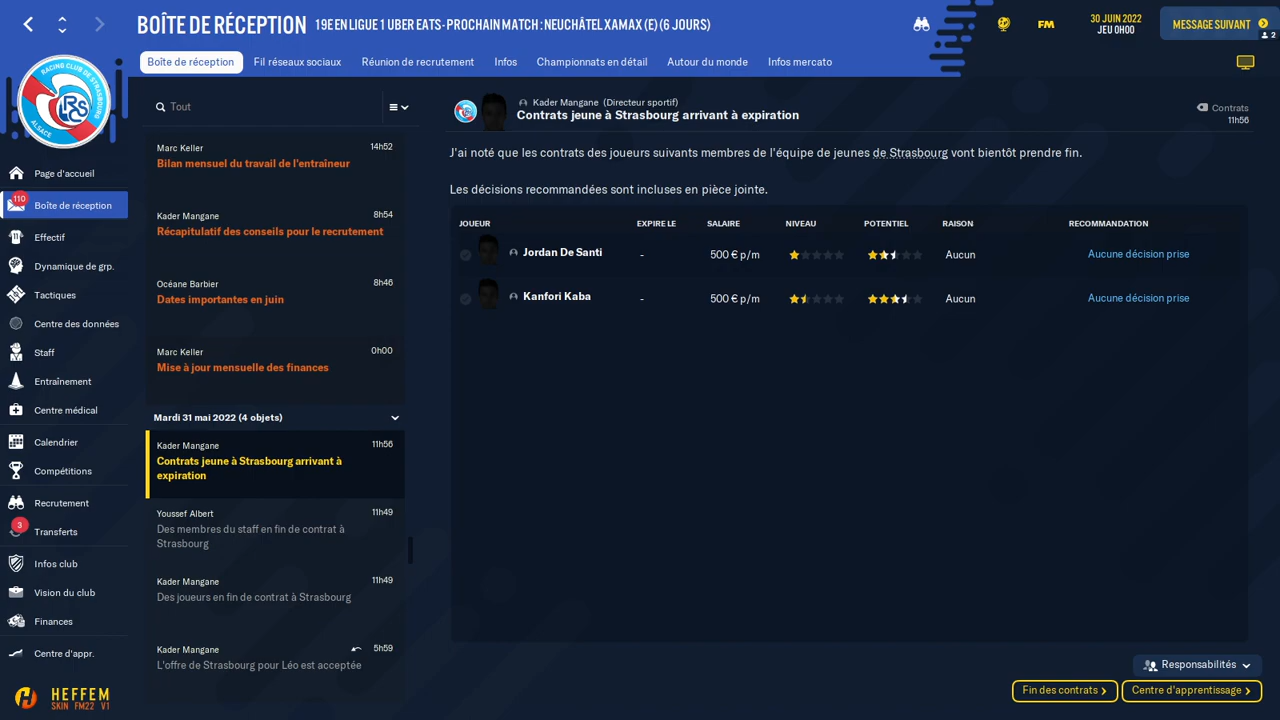 BOÎTE DE RÉCEPTION
19E EN LIGUE 1 UBER EATS - PROCHAIN MATCH : NEUCHÂTEL XAMAX (E) (6 JOURS)
FM
30 JUIN 2022
JEU 0H00
MESSAGE SUIVANT
2
Boîte de réception
Fil réseaux sociaux
Réunion de recrutement
Infos
Championnats en détail
Autour du monde
Infos mercato
RACING CLUB DE STRASBOURG
RCS
ALSACE
Page d'accueil
110
Boîte de réception
Effectif
Dynamique de grp.
Tactiques
Centre des données
Staff
Entraînement
Centre médical
Calendrier
Compétitions
Recrutement
3
Transferts
Infos club
Vision du club
Finances
Centre d'appr.
HEFFEM
SKIN FM22 V1
Tout
Marc Keller 14h52
Bilan mensuel du travail de l'entraîneur
Kader Mangane 8h54
Récapitulatif des conseils pour le recrutement
Océane Barbier 8h46
Dates importantes en juin
Marc Keller 0h00
Mise à jour mensuelle des finances
Mardi 31 mai 2022 (4 objets)
Kader Mangane 11h56
Contrats jeune à Strasbourg arrivant à
expiration
Youssef Albert 11h49
Des membres du staff en fin de contrat à
Strasbourg
Kader Mangane 11h49
Des joueurs en fin de contrat à Strasbourg
Kader Mangane 5h59
L'offre de Strasbourg pour Léo est acceptée
Kader Mangane (Directeur sportif)
Contrats jeune à Strasbourg arrivant à expiration
Contrats
11h56
J'ai noté que les contrats des joueurs suivants membres de l'équipe de jeunes de Strasbourg vont bientôt prendre fin.
Les décisions recommandées sont incluses en pièce jointe.
JOUEUR EXPIRE LE SALAIRE NIVEAU POTENTIEL RAISON RECOMMANDATION
Jordan De Santi - 500 € p/m Aucun Aucune décision prise
Kanfori Kaba - 500 € p/m Aucun Aucune décision prise
Responsabilités
Fin des contrats
Centre d'apprentissage